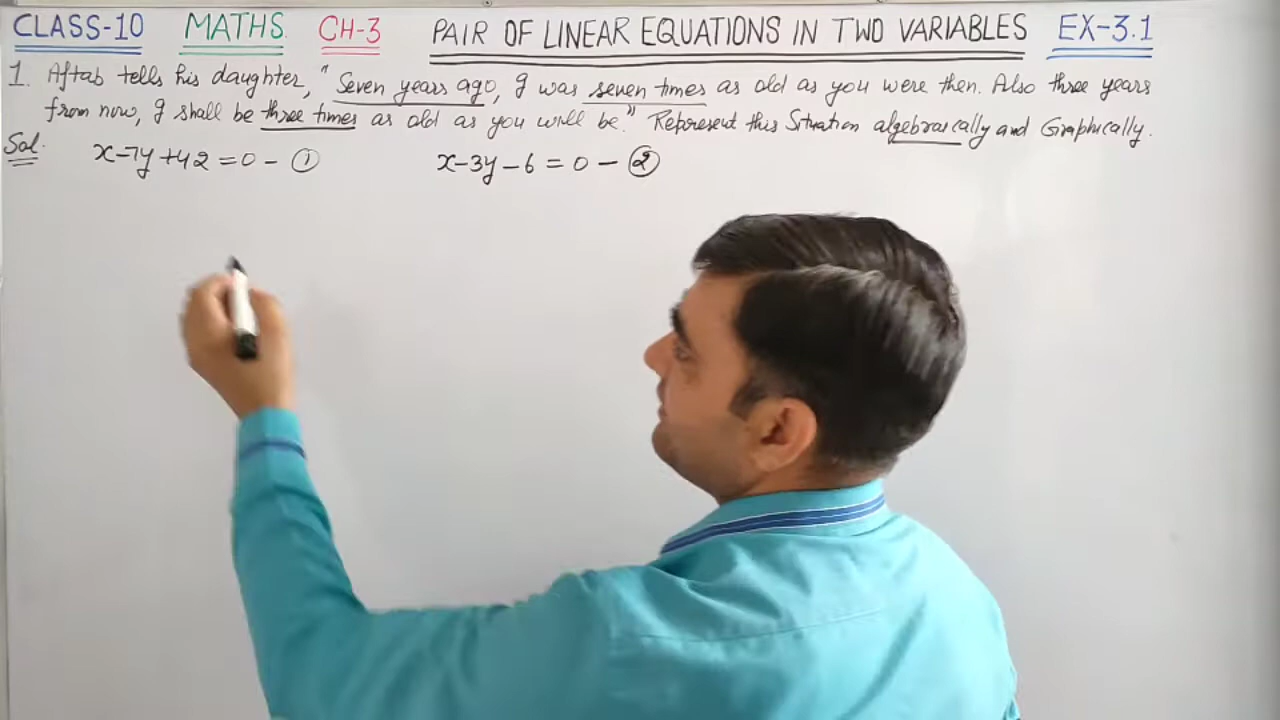 CLASS-10 MATHS CH-3 PAIR OF LINEAR EQUATIONS IN TWO VARIABLES EX-3.1
1. Aftab tells his daughter, "Seven years ago, I was seven times as old as you were then. Also three years
from now, I shall be three times as old as you will be." Represent this Situation algebraically and Graphically.
Sol. x-7y+42=0-① x-3y-6=0-②